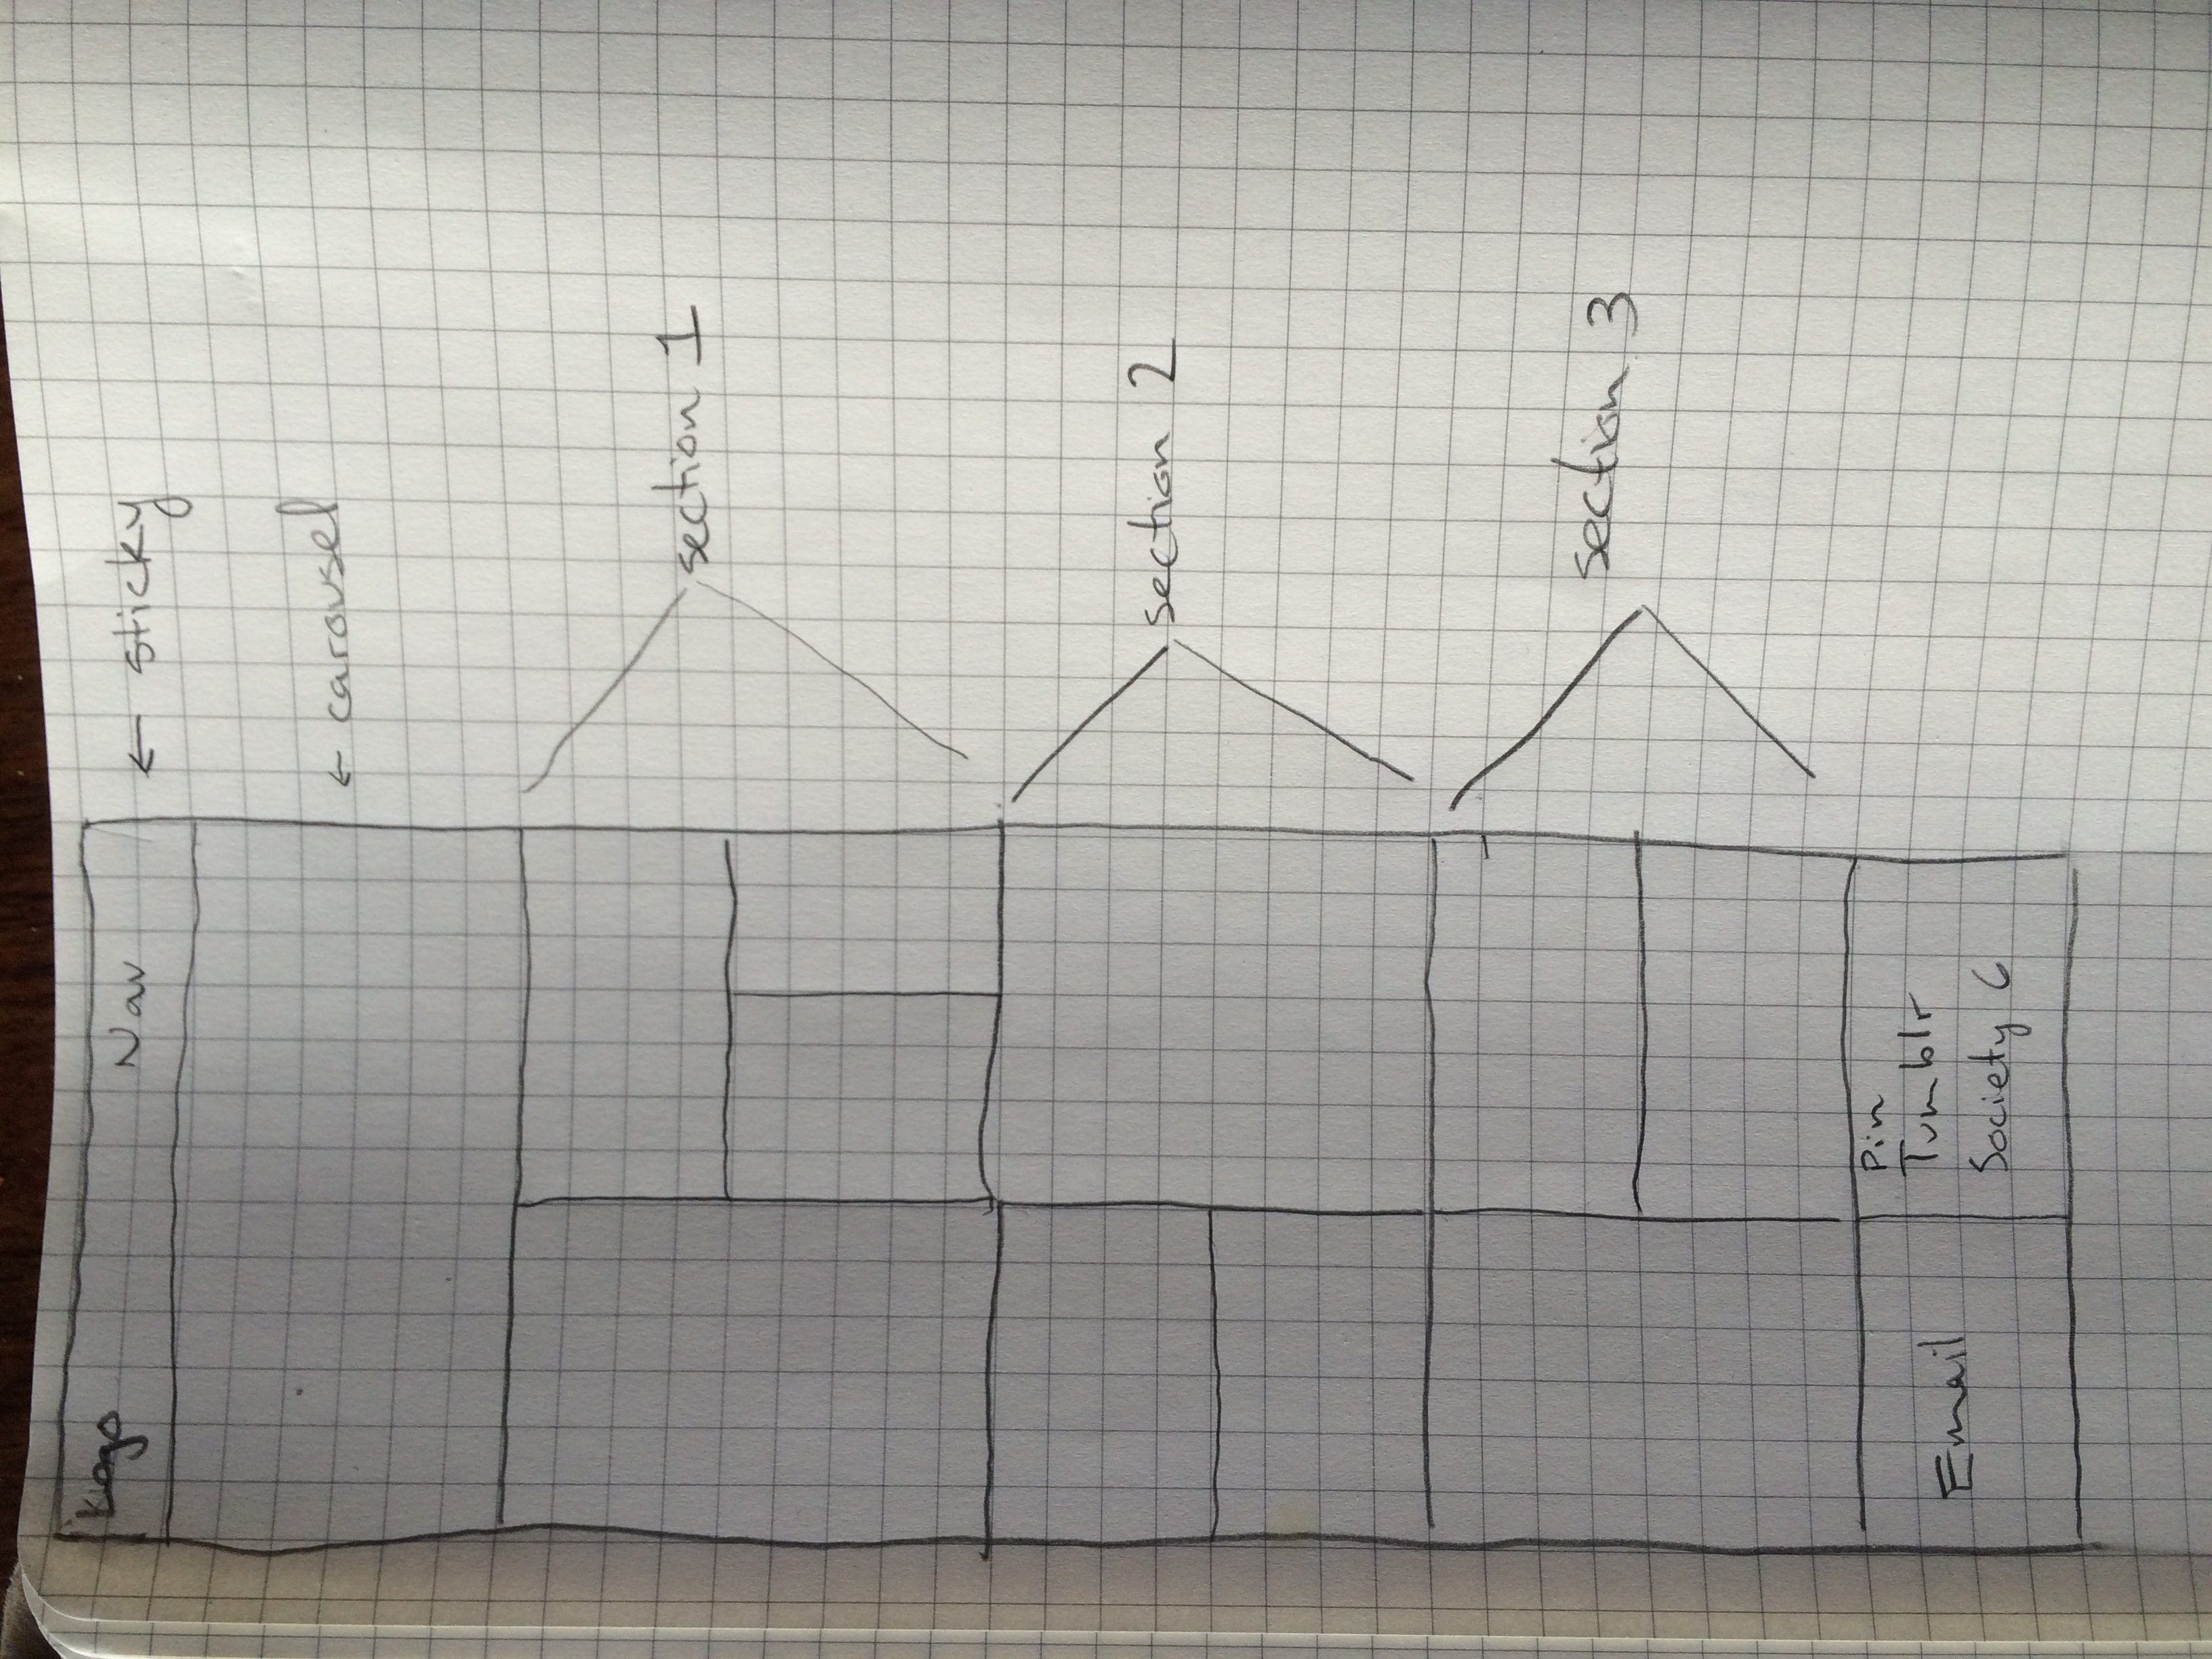 Logo
Nav
← sticky
← carousel
section 1
section 2
section 3
Email
Pin
Tumblr
Society 6